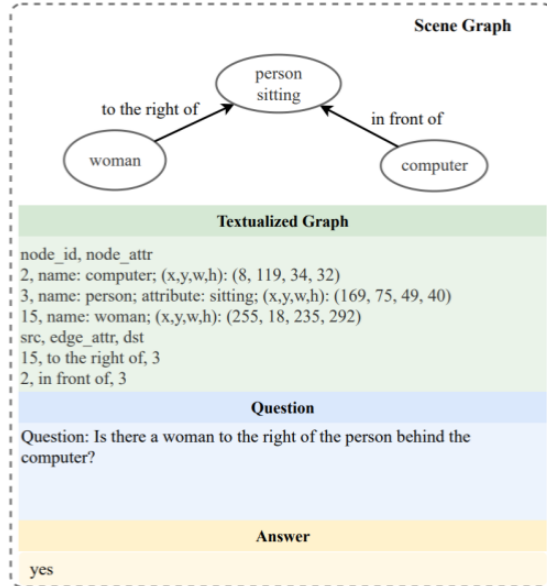 Scene Graph
person
sitting
to the right of
in front of
woman
computer
Textualized Graph
node_id, node_attr
2, name: computer; (x,y,w,h): (8, 119, 34, 32)
3, name: person; attribute: sitting; (x,y,w,h): (169, 75, 49, 40)
15, name: woman; (x,y,w,h): (255, 18, 235, 292)
src, edge_attr, dst
15, to the right of, 3
2, in front of, 3
Question
Question: Is there a woman to the right of the person behind the
computer?
Answer
yes